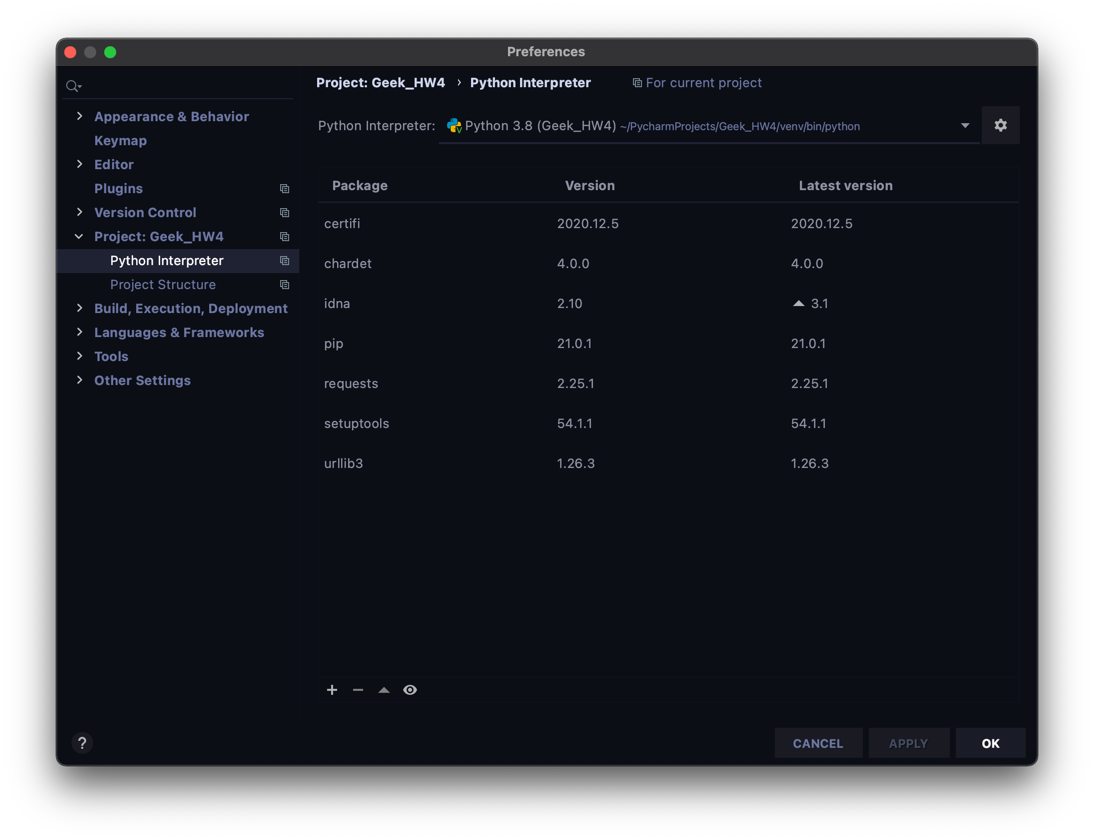 Preferences
Project: Geek_HW4 › Python Interpreter For current project
Appearance & Behavior
Keymap
Editor
Plugins
Version Control
Project: Geek_HW4
Python Interpreter
Project Structure
Build, Execution, Deployment
Languages & Frameworks
Tools
Other Settings
Python Interpreter: Python 3.8 (Geek_HW4) ~/PycharmProjects/Geek_HW4/venv/bin/python
Package Version Latest version
certifi 2020.12.5 2020.12.5
chardet 4.0.0 4.0.0
idna 2.10 3.1
pip 21.0.1 21.0.1
requests 2.25.1 2.25.1
setuptools 54.1.1 54.1.1
urllib3 1.26.3 1.26.3
?
CANCEL APPLY OK